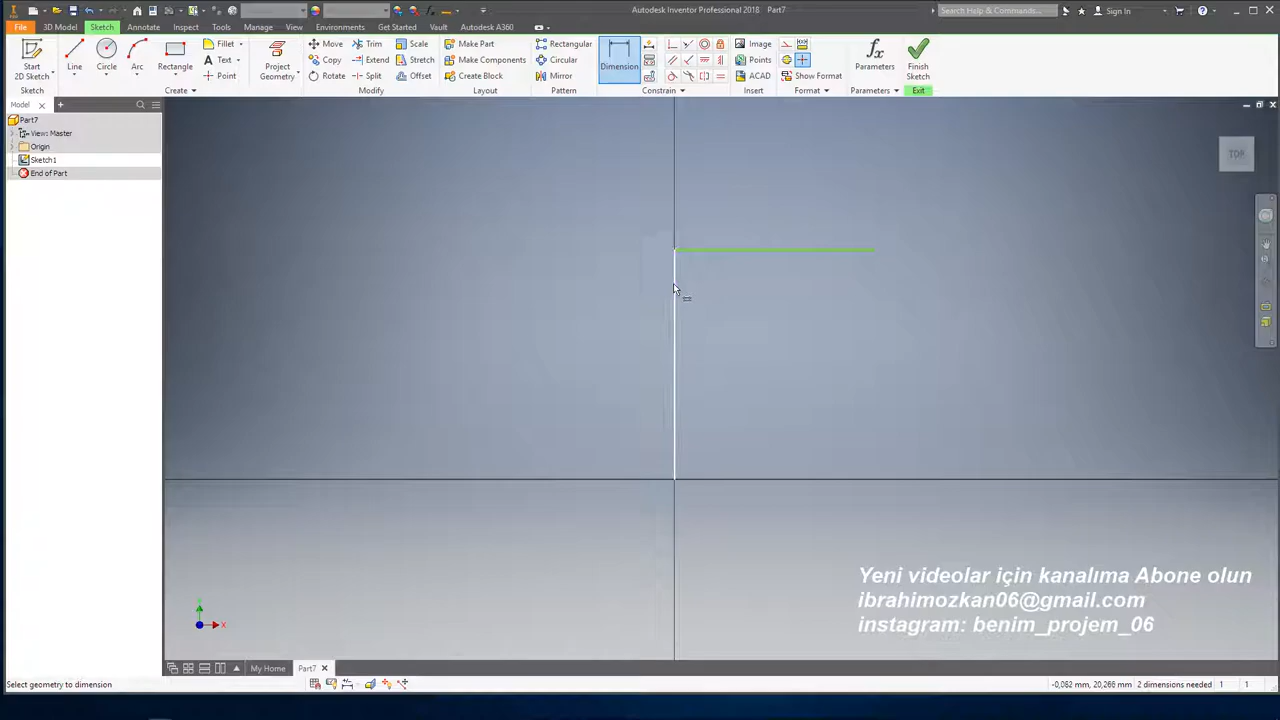 Autodesk Inventor Professional 2018 Part7
Search Help & Commands...
Sign In
File 3D Model Sketch Annotate Inspect Tools Manage View Environments Get Started Vault Autodesk A360
Start
2D Sketch
Line
Circle
Arc
Rectangle
Fillet
Text
Point
Project
Geometry
Move
Copy
Rotate
Trim
Extend
Split
Scale
Stretch
Offset
Make Part
Make Components
Create Block
Rectangular
Circular
Mirror
Dimension
Image
Points
ACAD
Show Format
Parameters
Finish
Sketch
Sketch Create Modify Layout Pattern Constrain Insert Format Parameters Exit
Model
Part7
View: Master
Origin
Sketch1
End of Part
TOP
Yeni videolar için kanalıma Abone olun
ibrahimozkan06@gmail.com
instagram: benim_projem_06
X
My Home Part7
Select geometry to dimension
-0,082 mm, 20,266 mm 2 dimensions needed 1 1